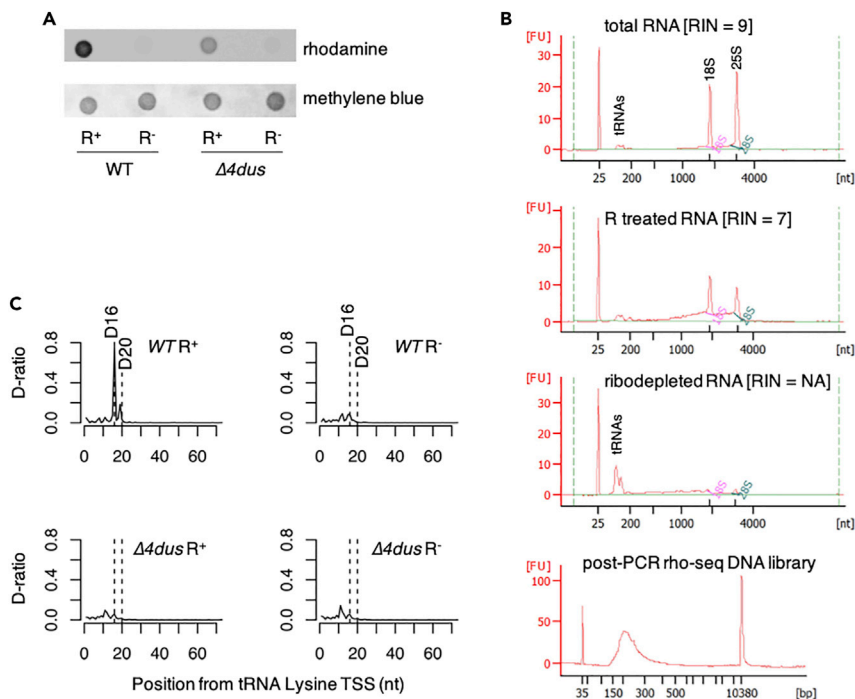 A
rhodamine
methylene blue
R+ R- R+ R-
WT Δ4dus
B
total RNA [RIN = 9]
[FU]
30
20
10
0
tRNAs
18S
25S
18S
28S
25 200 1000 4000 [nt]
R treated RNA [RIN = 7]
[FU]
20
10
0
18S
28S
25 200 1000 4000 [nt]
ribodepleted RNA [RIN = NA]
[FU]
30
20
10
0
tRNAs
18S
28S
25 200 1000 4000 [nt]
post-PCR rho-seq DNA library
[FU]
100
50
0
35 150 300 500 10380 [bp]
C
D-ratio
0.8
0.4
0.0
D16
D20
WT R+
0 20 40 60
0.8
0.4
0.0
D16
D20
WT R-
0 20 40 60
D-ratio
0.8
0.4
0.0
Δ4dus R+
0 20 40 60
0.8
0.4
0.0
Δ4dus R-
0 20 40 60
Position from tRNA Lysine TSS (nt)